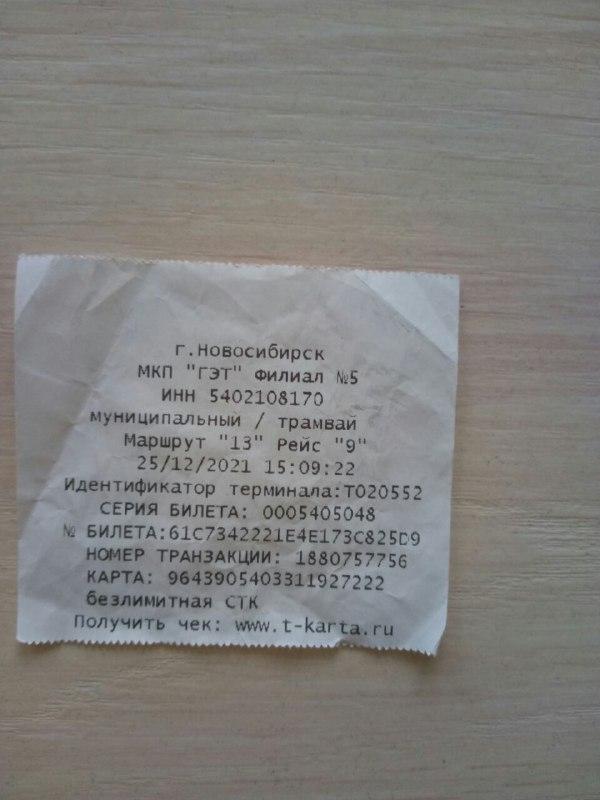 г.Новосибирск
МКП "ГЭТ" Филиал №5
ИНН 5402108170
муниципальный / трамвай
Маршрут "13" Рейс "9"
25/12/2021 15:09:22
Идентификатор терминала:T020552
СЕРИЯ БИЛЕТА: 0005405048
№ БИЛЕТА:61C7342221E4E173C825D9
НОМЕР ТРАНЗАКЦИИ: 1880757756
КАРТА: 9643905403311927222
безлимитная СТК
Получить чек: www.t-karta.ru